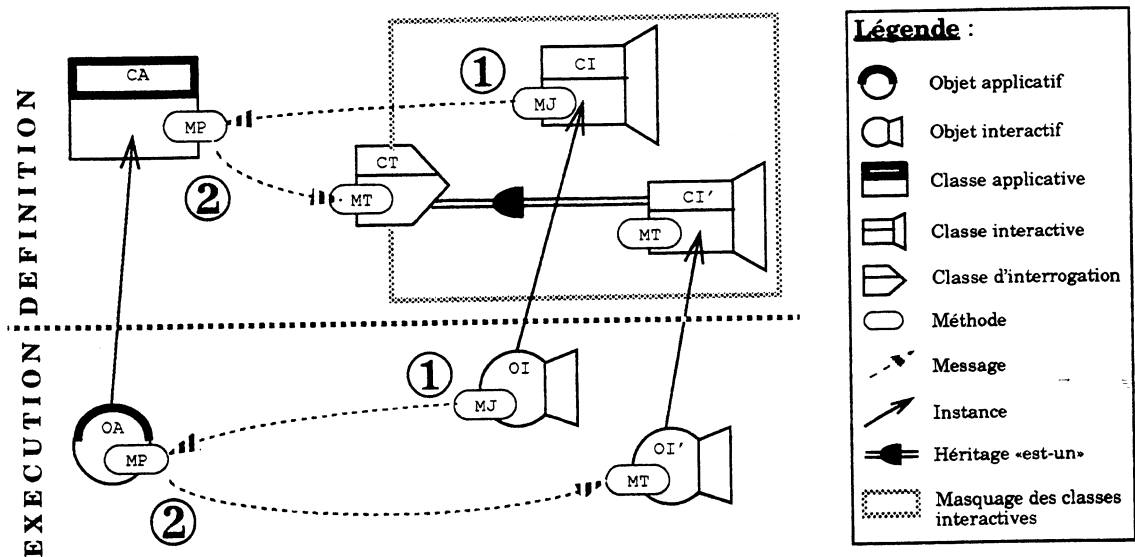 DEFINITION
CA
MP
①
CI
MJ
②
CT
MT
CI'
MT
EXECUTION
①
OI
MJ
OA
MP
②
OI'
MT
Légende :
Objet applicatif
Objet interactif
Classe applicative
Classe interactive
Classe d'interrogation
Méthode
Message
Instance
Héritage «est-un»
Masquage des classes
interactives